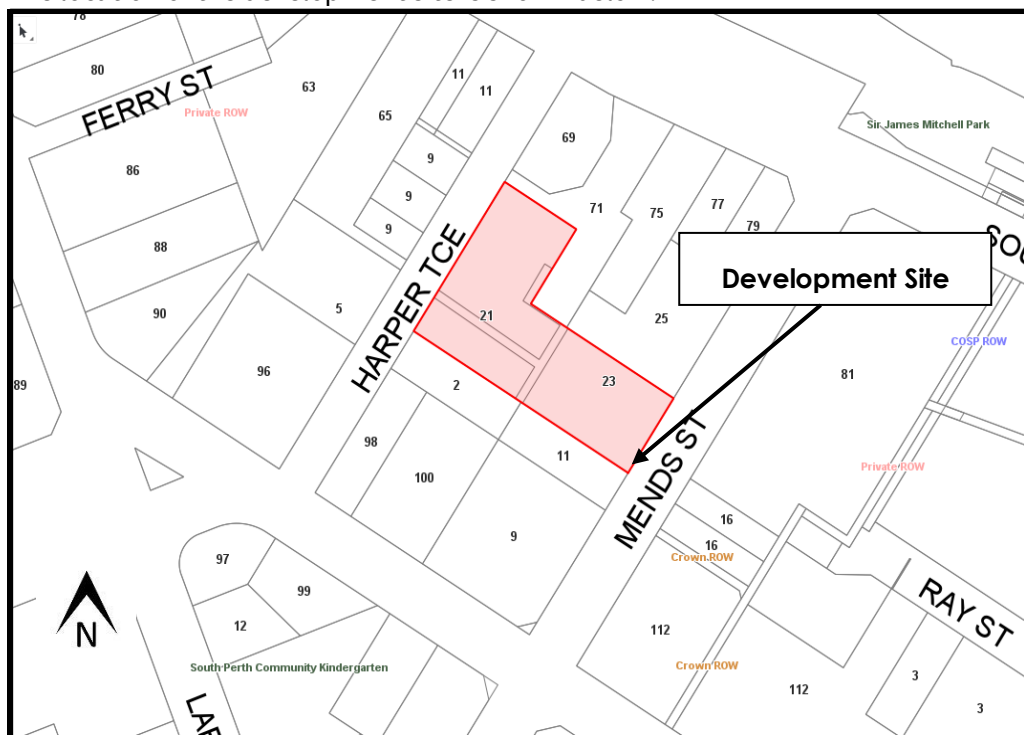 78
80
FERRY ST
Private ROW
63
65
11
11
69
Sir James Mitchell Park
86
9
9
9
71
75
77
79
88
90
5
HARPER TCE
21
Development Site
25
COSP ROW
89
96
2
23
81
98
100
11
MENDS ST
Private ROW
9
16
16
Crown ROW
RAY ST
97
99
12
N
112
South Perth Community Kindergarten
Crown ROW
112
3
3